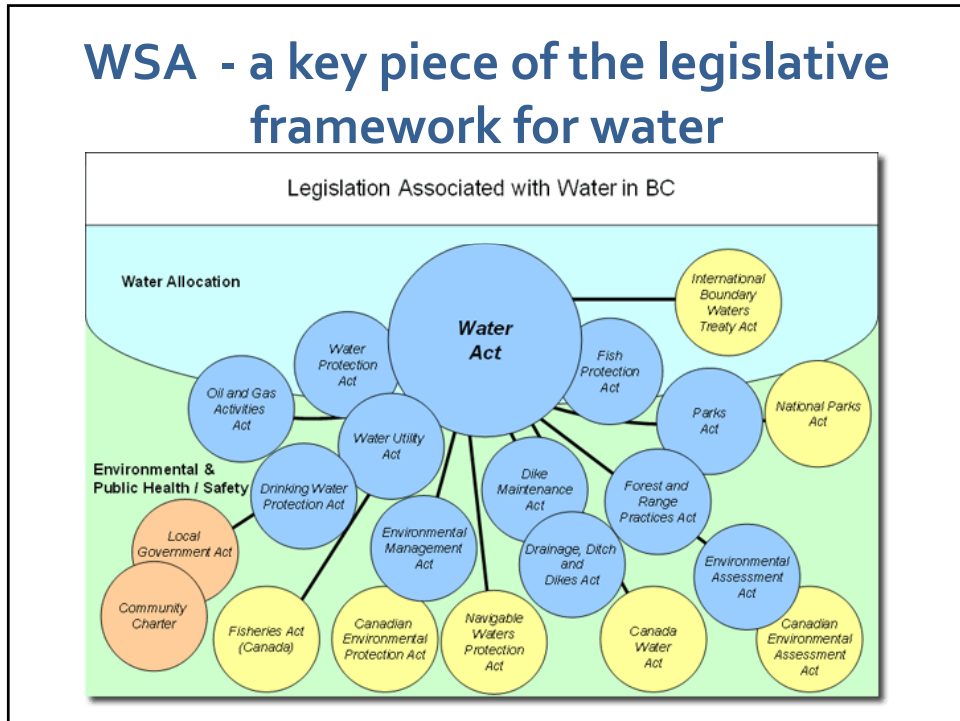 WSA - a key piece of the legislative
framework for water
Legislation Associated with Water in BC
Water Allocation
International
Boundary
Waters
Treaty Act
Water
Act
Water
Protection
Act
Fish
Protection
Act
Oil and Gas
Activities
Act
Parks
Act
National Parks
Act
Water Utility
Act
Environmental &
Public Health / Safety
Drinking Water
Protection Act
Dike
Maintenance
Act
Forest and
Range
Practices Act
Local
Government Act
Environmental
Management
Act
Drainage, Ditch
and
Dikes Act
Environmental
Assessment
Act
Community
Charter
Fisheries Act
(Canada)
Canadian
Environmental
Protection Act
Navigable
Waters
Protection
Act
Canada
Water
Act
Canadian
Environmental
Assessment
Act